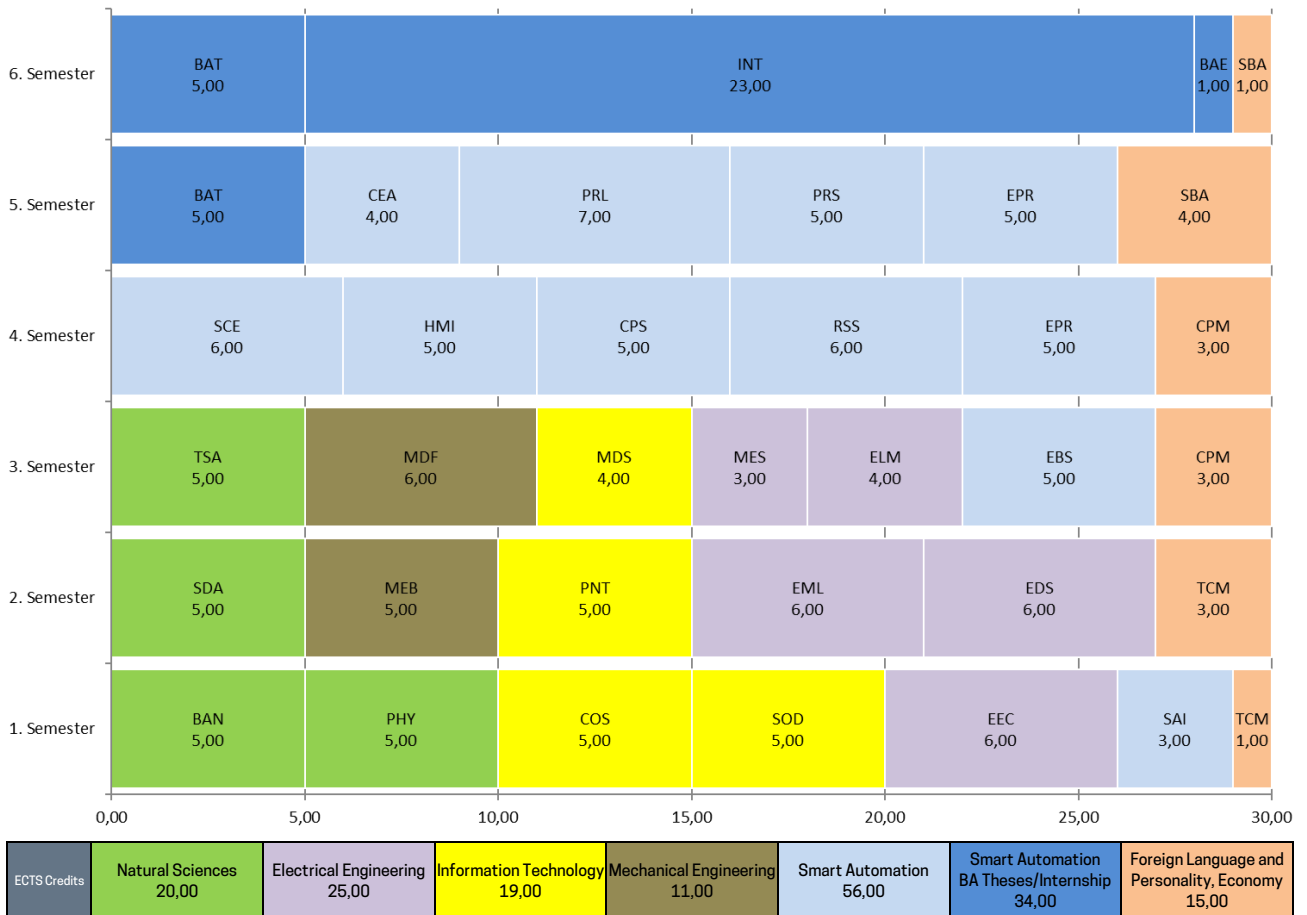 6. Semester
BAT
5,00
INT
23,00
BAE
1,00
SBA
1,00
5. Semester
BAT
5,00
CEA
4,00
PRL
7,00
PRS
5,00
EPR
5,00
SBA
4,00
4. Semester
SCE
6,00
HMI
5,00
CPS
5,00
RSS
6,00
EPR
5,00
CPM
3,00
3. Semester
TSA
5,00
MDF
6,00
MDS
4,00
MES
3,00
ELM
4,00
EBS
5,00
CPM
3,00
2. Semester
SDA
5,00
MEB
5,00
PNT
5,00
EML
6,00
EDS
6,00
TCM
3,00
1. Semester
BAN
5,00
PHY
5,00
COS
5,00
SOD
5,00
EEC
6,00
SAI
3,00
TCM
1,00
0,00 5,00 10,00 15,00 20,00 25,00 30,00
ECTS Credits
Natural Sciences
20,00
Electrical Engineering
25,00
Information Technology
19,00
Mechanical Engineering
11,00
Smart Automation
56,00
Smart Automation
BA Theses/Internship
34,00
Foreign Language and
Personality, Economy
15,00